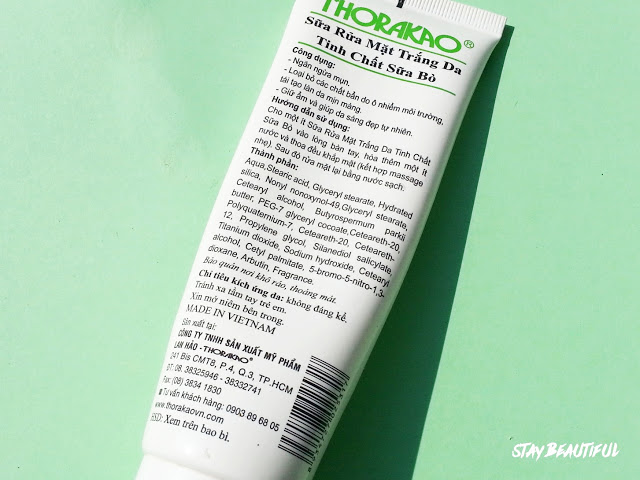 THORAKAO®
Sữa Rửa Mặt Trắng Da
Tinh Chất Sữa Bò
Công dụng:
- Ngăn ngừa mụn.
- Loại bỏ các chất bẩn do ô nhiễm môi trường,
tái tạo làn da mịn màng.
- Giữ ẩm và giúp da sáng đẹp tự nhiên.
Hướng dẫn sử dụng:
Cho một ít Sữa Rửa Mặt Trắng Da Tinh Chất
Sữa Bò vào lòng bàn tay, hòa thêm một ít
nước và thoa đều khắp mặt (kết hợp massage
nhẹ). Sau đó rửa mặt lại bằng nước sạch.
Thành phần:
Aqua,Stearic acid, Glyceryl stearate, Hydrated
silica, Nonyl nonoxynol-49,Glyceryl stearate,
Cetearyl alcohol, Butyrospermum parkii
butter, PEG-7 glyceryl cocoate,Ceteareth-20,
Polyquaternium-7, Ceteareth-20, Ceteareth-
12, Propylene glycol, Silanediol salicylate,
Titanium dioxide, Sodium hydroxide, Cetearyl
alcohol, Cetyl palmitate, 5-bromo-5-nitro-1,3-
dioxane, Arbutin, Fragrance.
Bảo quản nơi khô ráo, thoáng mát.
Chỉ tiêu kích ứng da: không đáng kể.
Tránh xa tầm tay trẻ em.
Xin mở niêm bên trong.
MADE IN VIETNAM
Sản xuất tại:
CÔNG TY TNHH SẢN XUẤT MỸ PHẨM
LAN HẢO - THORAKAO®
241 Bis CMT8, P.4, Q.3, TP.HCM
ĐT: 08. 38325946 - 38332741
Fax: (08) 3834 1830
Tư vấn khách hàng: 0903 89 68 05
www.thorakaovn.com
HSD: Xem trên bao bì.
STAY BEAUTIFUL